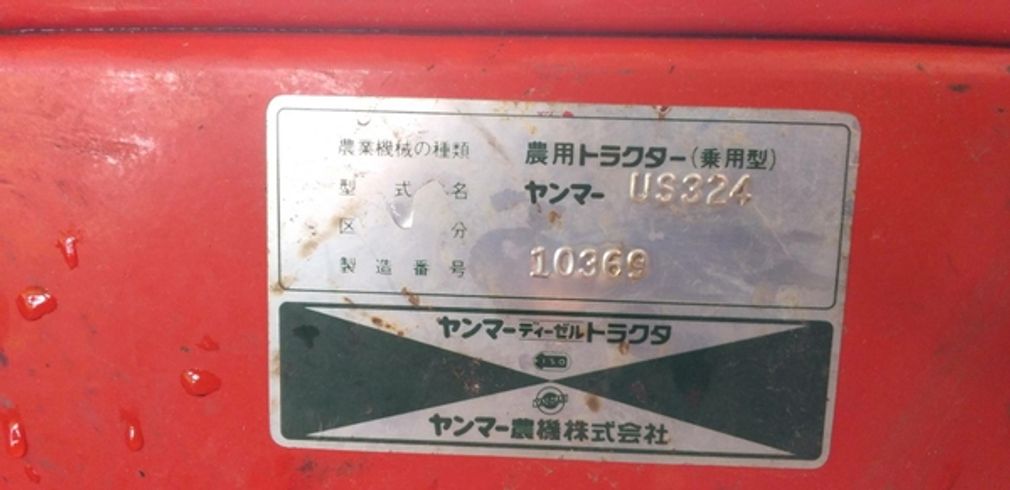 農業機械の種類 農用トラクター(乗用型)
型式名 ヤンマー US324
区分
製造番号 10369
ヤンマーディーゼルトラクタ
ヤンマー農機株式会社